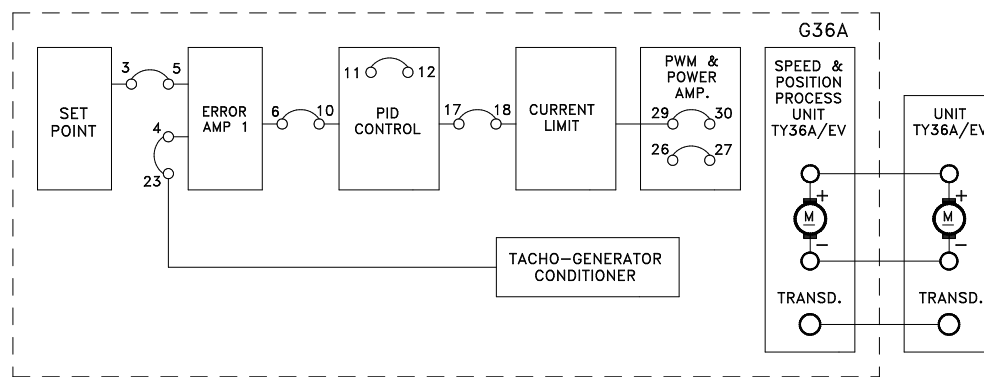 G36A
SET
POINT
3
5
4
23
ERROR
AMP 1
6
10
11
12
PID
CONTROL
17
18
CURRENT
LIMIT
PWM &
POWER
AMP.
29
30
26
27
SPEED &
POSITION
PROCESS
UNIT
TY36A/EV
+
M
–
TRANSD.
UNIT
TY36A/EV
+
M
–
TRANSD.
TACHO–GENERATOR
CONDITIONER